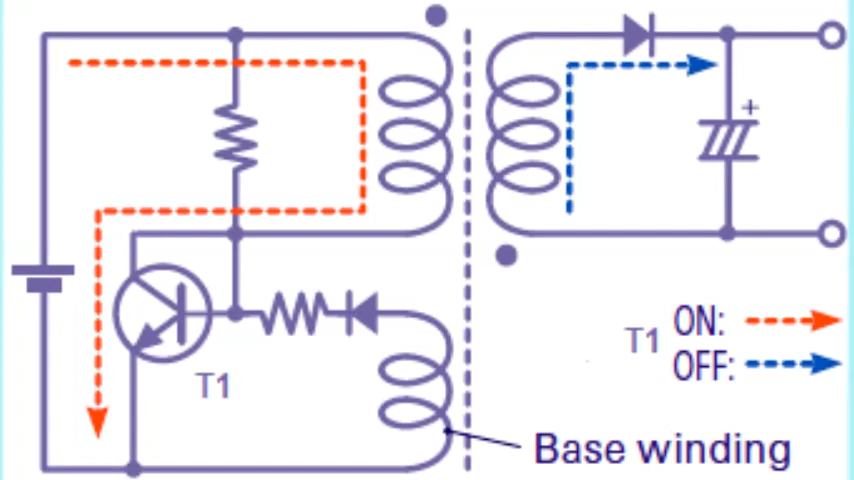 +
T1 ON:
OFF:
T1
Base winding